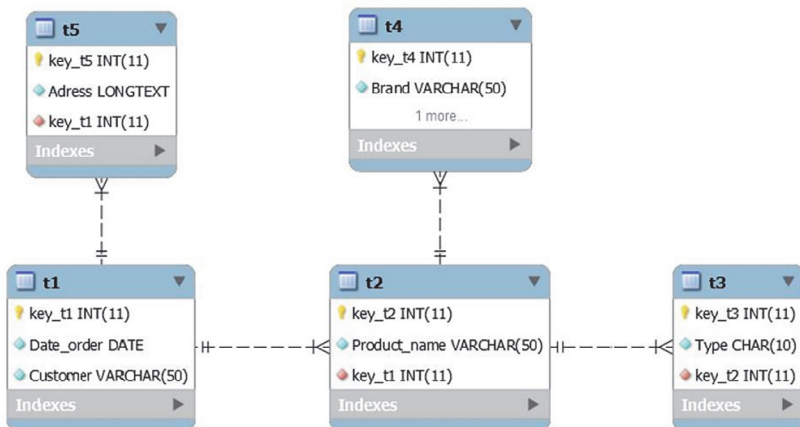 t5
key_t5 INT(11)
Adress LONGTEXT
key_t1 INT(11)
Indexes
t4
key_t4 INT(11)
Brand VARCHAR(50)
1 more...
Indexes
t1
key_t1 INT(11)
Date_order DATE
Customer VARCHAR(50)
Indexes
t2
key_t2 INT(11)
Product_name VARCHAR(50)
key_t1 INT(11)
Indexes
t3
key_t3 INT(11)
Type CHAR(10)
key_t2 INT(11)
Indexes